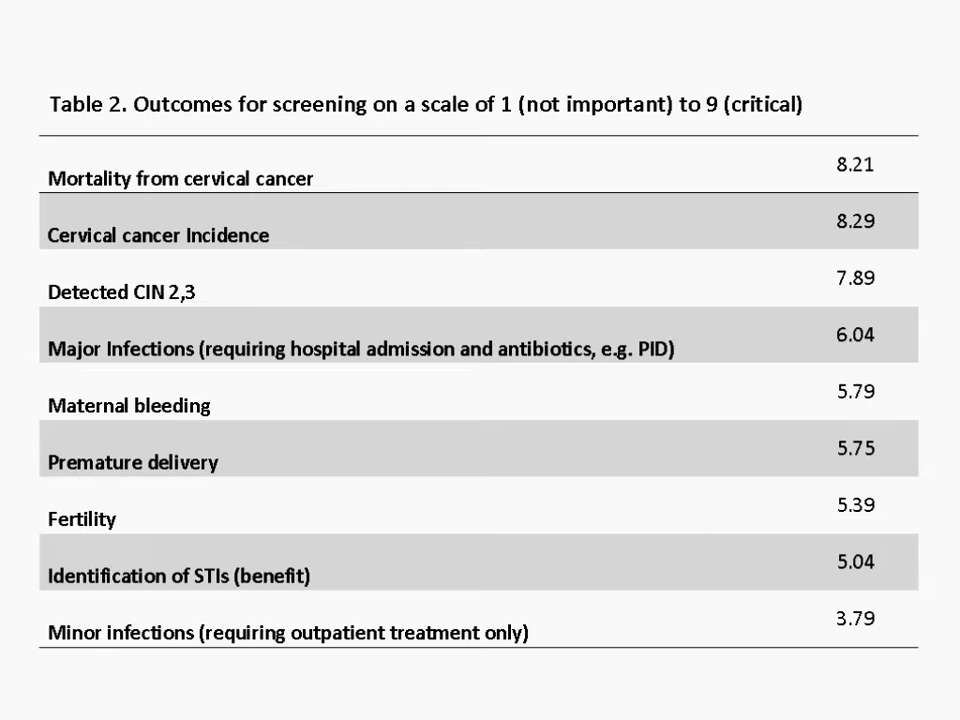 Table 2. Outcomes for screening on a scale of 1 (not important) to 9 (critical)
Mortality from cervical cancer 8.21
Cervical cancer Incidence 8.29
Detected CIN 2,3 7.89
Major Infections (requiring hospital admission and antibiotics, e.g. PID) 6.04
Maternal bleeding 5.79
Premature delivery 5.75
Fertility 5.39
Identification of STIs (benefit) 5.04
Minor infections (requiring outpatient treatment only) 3.79